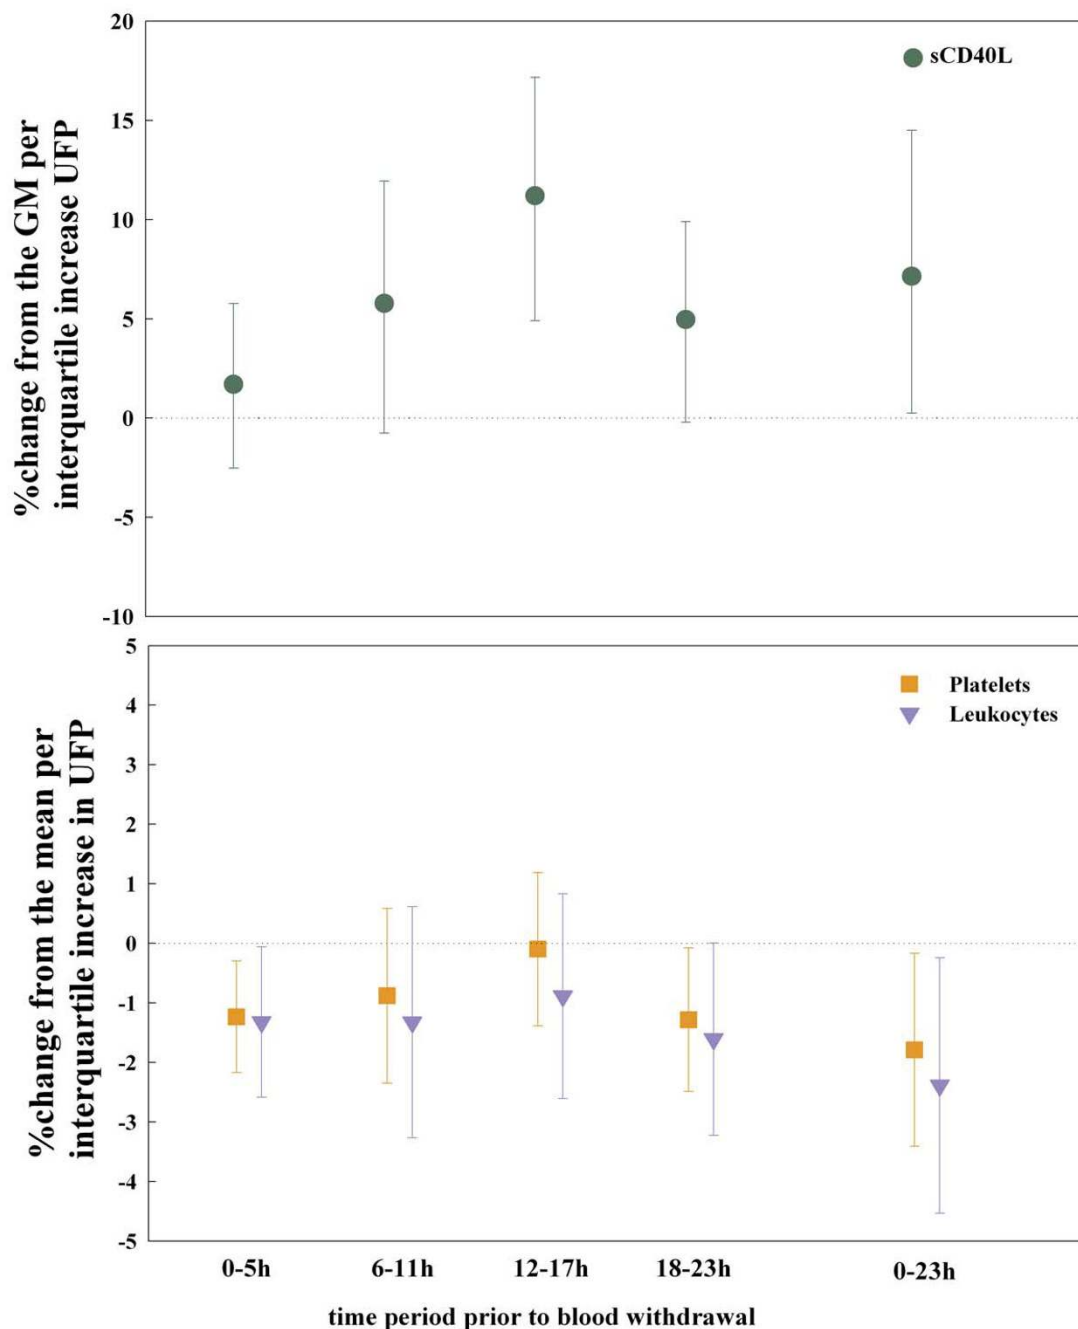 %change from the GM per
interquartile increase UFP
20
15
10
5
0
-5
-10
sCD40L
%change from the mean per
interquartile increase in UFP
5
4
3
2
1
0
-1
-2
-3
-4
-5
Platelets
Leukocytes
0-5h 6-11h 12-17h 18-23h 0-23h
time period prior to blood withdrawal